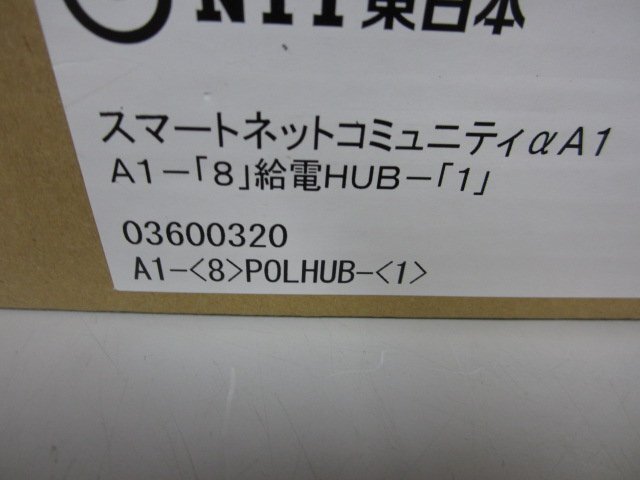 NTT東日本
スマートネットコミュニティαA1
A1-「8」給電HUB-「1」
03600320
A1-<8>POLHUB-<1>